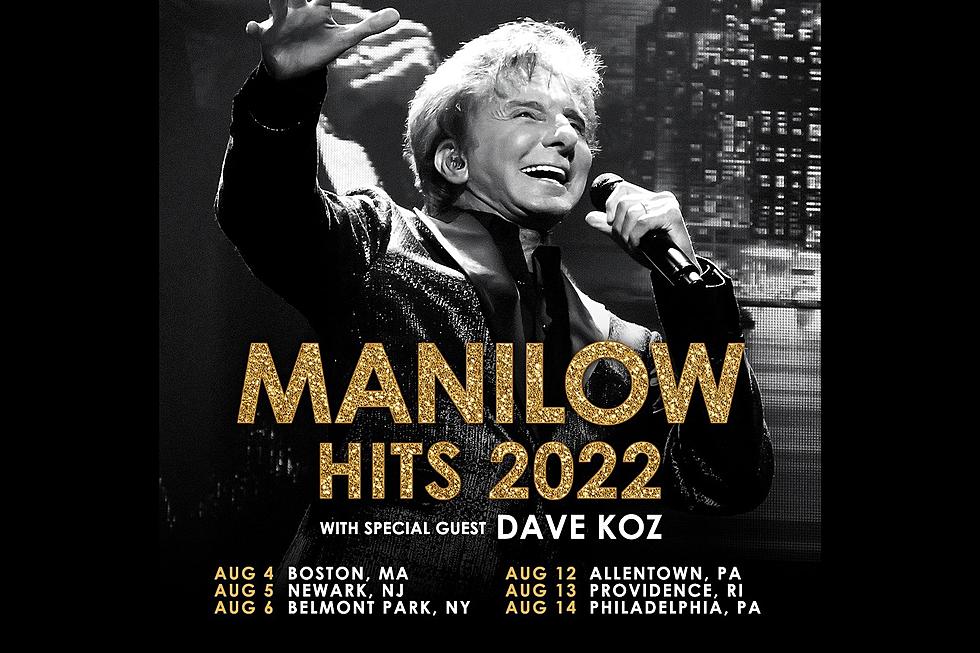 MANILOW
HITS 2022
WITH SPECIAL GUEST DAVE KOZ
AUG 4 BOSTON, MA
AUG 5 NEWARK, NJ
AUG 6 BELMONT PARK, NY
AUG 12 ALLENTOWN, PA
AUG 13 PROVIDENCE, RI
AUG 14 PHILADELPHIA, PA